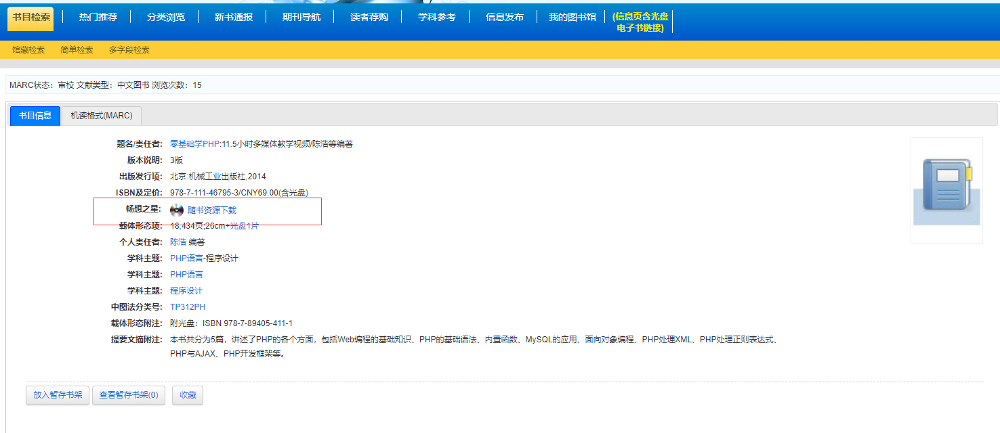 书目检索 热门推荐 分类浏览 新书通报 期刊导航 读者荐购 学科参考 信息发布 我的图书馆 (信息页含光盘
电子书链接)
馆藏检索 简单检索 多字段检索
MARC状态：审校 文献类型：中文图书 浏览次数：15
书目信息 机读格式(MARC)
题名/责任者: 零基础学PHP:11.5小时多媒体教学视频/陈浩等编著
版本说明: 3版
出版发行项: 北京:机械工业出版社,2014
ISBN及定价: 978-7-111-46795-3/CNY69.00(含光盘)
畅想之星: 随书资源下载
载体形态项: 18,434页;26cm+光盘1片
个人责任者: 陈浩 编著
学科主题: PHP语言-程序设计
学科主题: PHP语言
学科主题: 程序设计
中图法分类号: TP312PH
载体形态附注: 附光盘：ISBN 978-7-89405-411-1
提要文摘附注: 本书共分为5篇，讲述了PHP的各个方面，包括Web编程的基础知识、PHP的基础语法、内置函数、MySQL的应用、面向对象编程、PHP处理XML、PHP处理正则表达式、
PHP与AJAX、PHP开发框架等。
放入暂存书架 查看暂存书架(0) 收藏